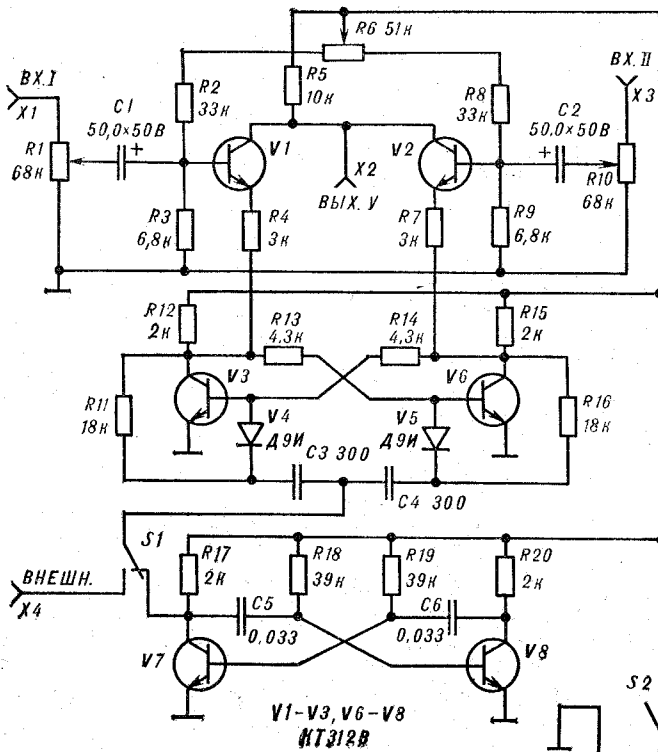 R6 51к
ВХ.I
X1
R2
33к
R5
10к
R8
33к
ВХ.II
X3
C1
50,0×50В
C2
50,0×50В
R1
68к
V1
V2
X2
ВЫХ. У
R10
68к
R3
6,8к
R4
3к
R7
3к
R9
6,8к
R12
2к
R13
4,3к
R14
4,3к
R15
2к
V3
V6
R11
18к
V4
Д9И
V5
Д9И
R16
18к
C3 300
C4 300
S1
ВНЕШН.
X4
R17
2к
R18
39к
R19
39к
R20
2к
C5
0,033
C6
0,033
V7
V8
S2
V1-V3, V6-V8
КТ312В